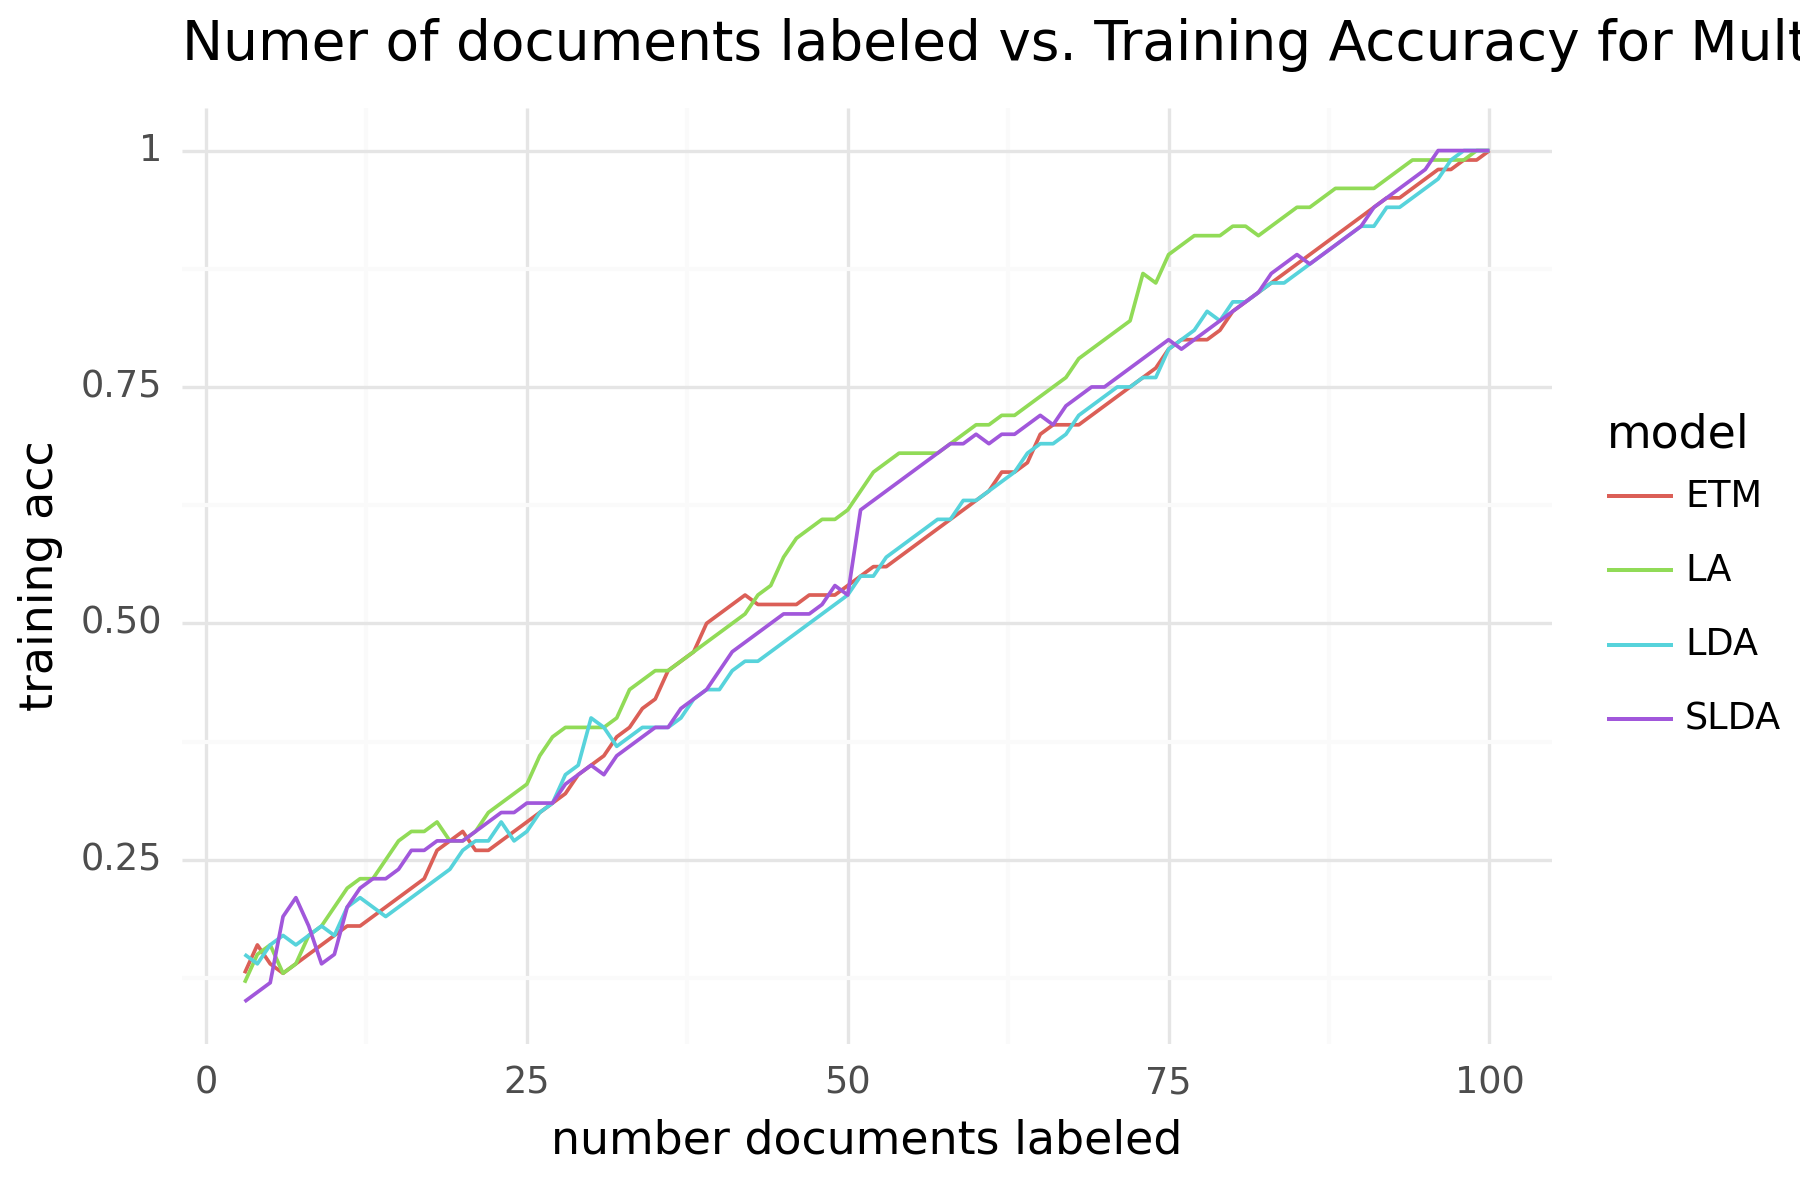 Numer of documents labeled vs. Training Accuracy for Mult
1
0.75
0.50
0.25
training acc
0 25 50 75 100
number documents labeled
model
ETM
LA
LDA
SLDA